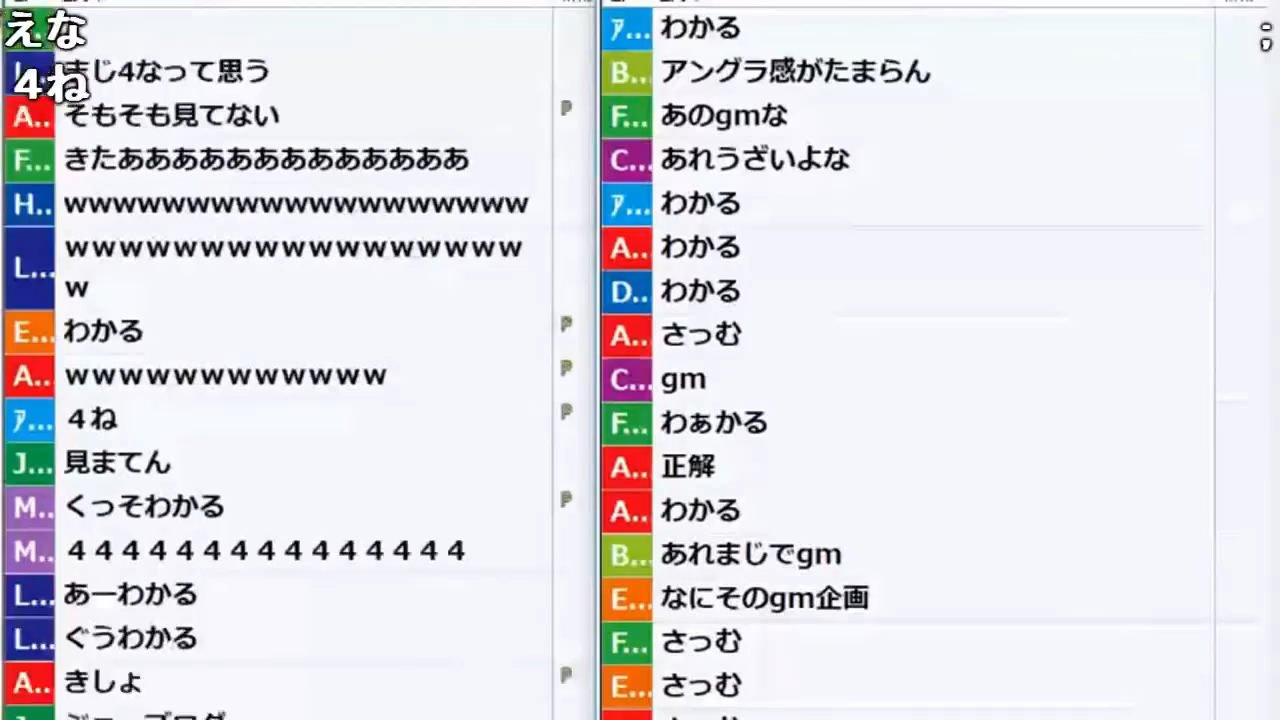 えな
4ね
まじ4なって思う
A.. そもそも見てない P
F... きたあああああああああああああ
H.. wwwwwwwwwwwwwwwwwww
L... wwwwwwwwwwwwwwwww
w
E... わかる P
A.. wwwwwwwwwwww P
ｱ... 4ね P
J... 見まてん
M.. くっそわかる P
M.. 444444444444444
L... あーわかる
L... ぐうわかる
A.. きしょ P
ｱ... わかる
B... アングラ感がたまらん
F... あのgmな
C... あれうざいよな
ｱ... わかる
A.. わかる
D.. わかる
A.. さっむ
C... gm
F... わぁかる
A.. 正解
A.. わかる
B... あれまじでgm
E... なにそのgm企画
F... さっむ
E... さっむ